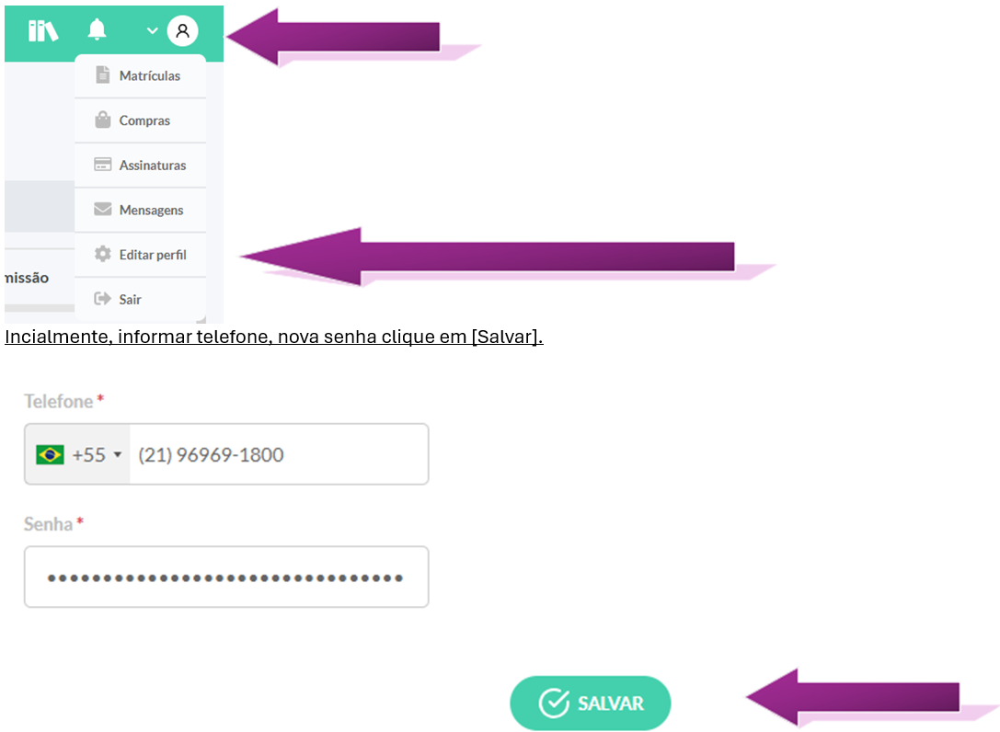 Matrículas
Compras
Assinaturas
Mensagens
Editar perfil
missão
Sair
Incialmente, informar telefone, nova senha clique em [Salvar].
Telefone *
+55 (21) 96969-1800
Senha *
SALVAR